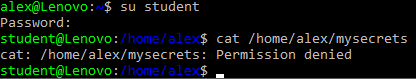 alex@Lenovo:~$ su student
Password:
student@Lenovo:/home/alex$ cat /home/alex/mysecrets
cat: /home/alex/mysecrets: Permission denied
student@Lenovo:/home/alex$